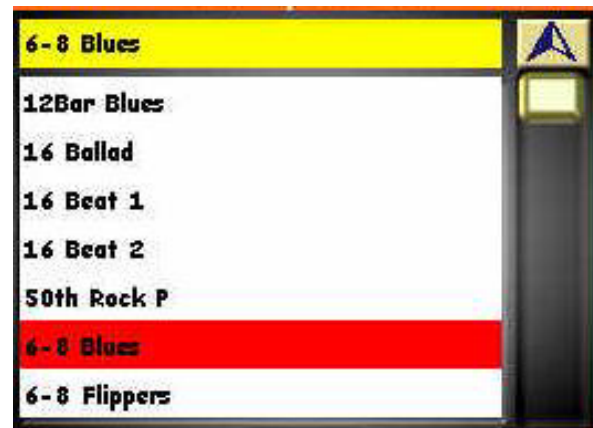 6-8 Blues
12Bar Blues
16 Ballad
16 Beat 1
16 Beat 2
50th Rock P
6-8 Blues
6-8 Flippers